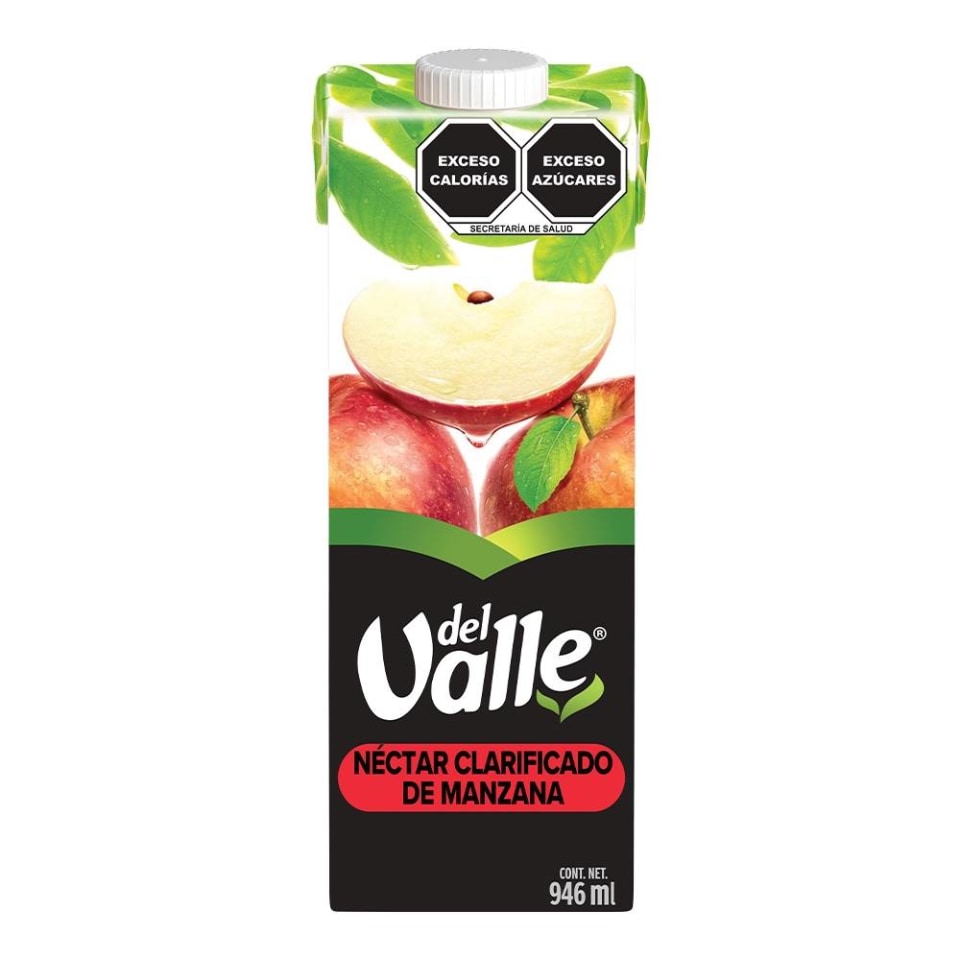 EXCESO
CALORÍAS
EXCESO
AZÚCARES
SECRETARÍA DE SALUD
del
Valle®
NÉCTAR CLARIFICADO
DE MANZANA
CONT. NET.
946 ml